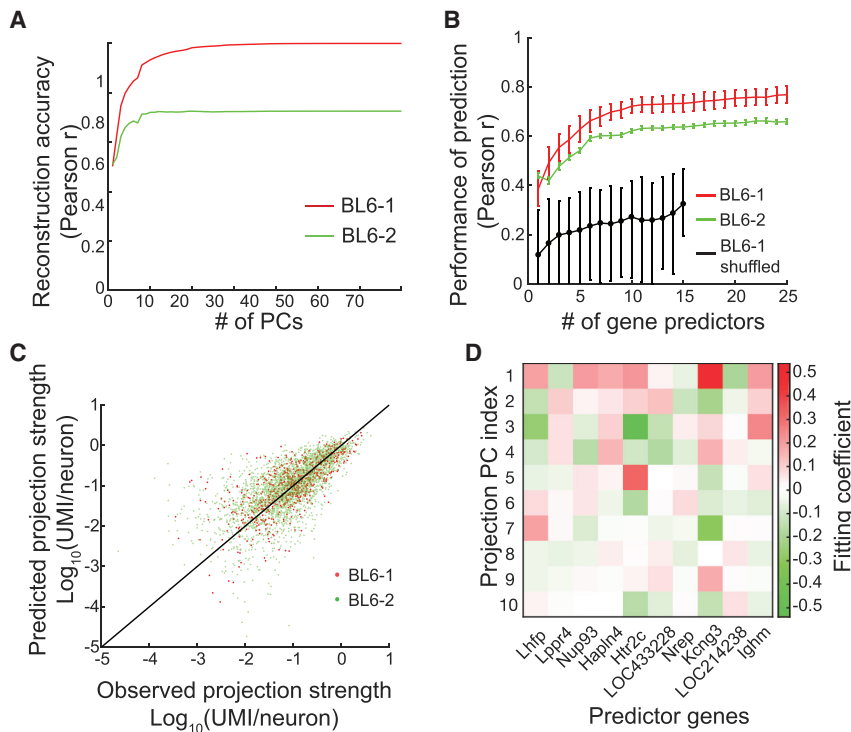 A
Reconstruction accuracy
(Pearson r)
1
0.8
0.6
0.4
0.2
0
0 10 20 30 40 50 60 70
# of PCs
BL6-1
BL6-2
B
Performance of prediction
(Pearson r)
0.8
0.6
0.4
0.2
0
0 5 10 15 20 25
# of gene predictors
BL6-1
BL6-2
BL6-1
shuffled
C
Predicted projection strength
Log10(UMI/neuron)
1
0
-1
-2
-3
-4
-5
-5 -4 -3 -2 -1 0 1
Observed projection strength
Log10(UMI/neuron)
BL6-1
BL6-2
D
Projection PC index
1
2
3
4
5
6
7
8
9
10
Lhfp
Lppr4
Nup93
Hapln4
Htr2c
LOC433228
Nrep
Kcng3
LOC214238
Ighm
Predictor genes
0.5
0.4
0.3
0.2
0.1
0
-0.1
-0.2
-0.3
-0.4
-0.5
Fitting coefficient